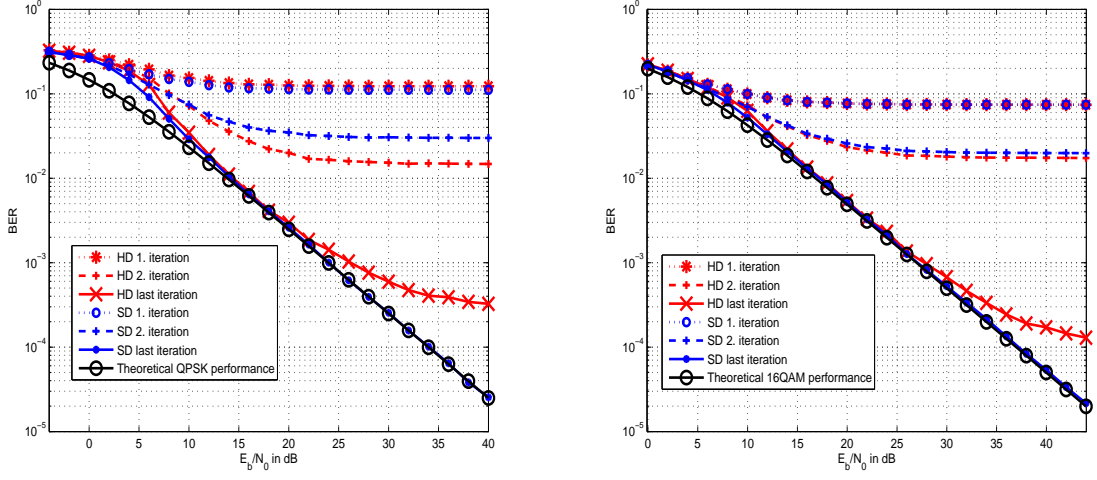 10^0
10^-1
10^-2
10^-3
10^-4
10^-5
BER
0
5
10
15
20
25
30
35
40
E_b/N_0 in dB
HD 1. iteration
HD 2. iteration
HD last iteration
SD 1. iteration
SD 2. iteration
SD last iteration
Theoretical QPSK performance
10^0
10^-1
10^-2
10^-3
10^-4
10^-5
BER
0
5
10
15
20
25
30
35
40
E_b/N_0 in dB
HD 1. iteration
HD 2. iteration
HD last iteration
SD 1. iteration
SD 2. iteration
SD last iteration
Theoretical 16QAM performance